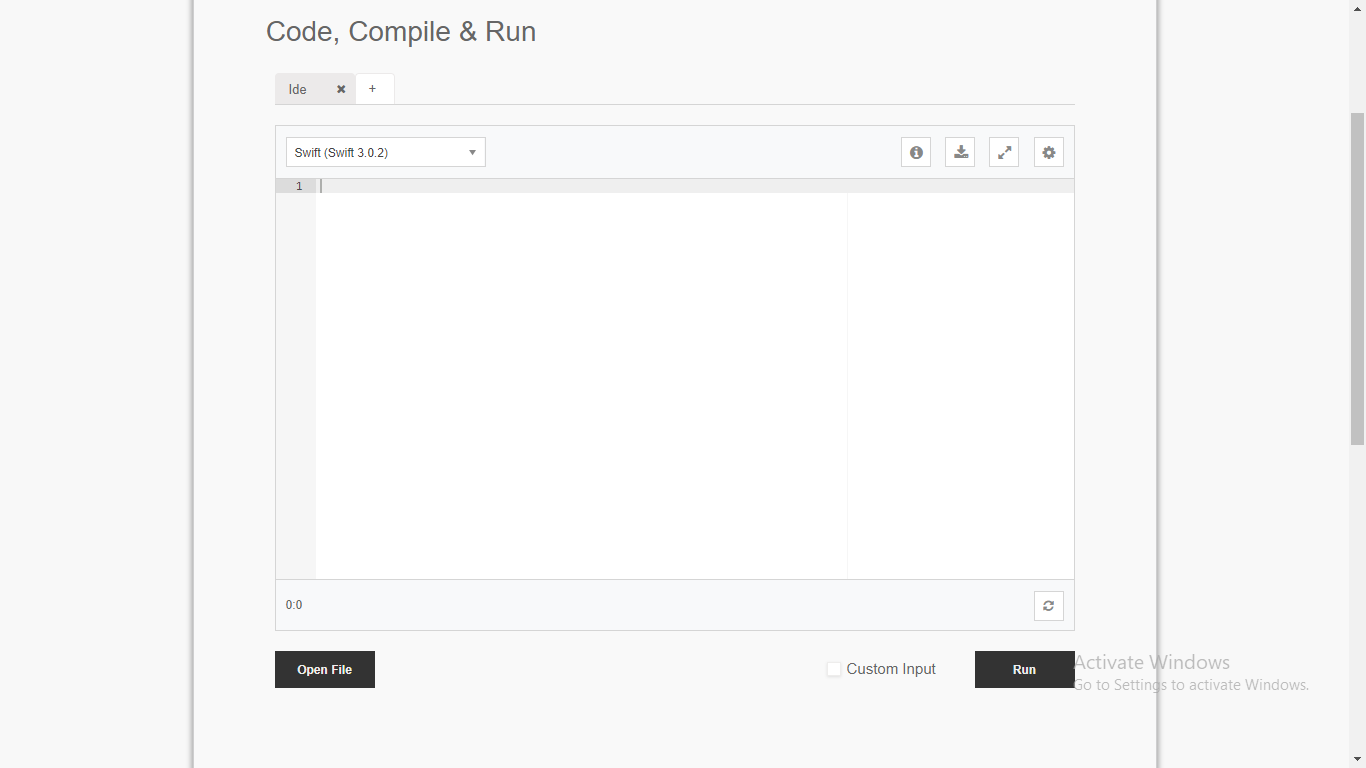 Code, Compile & Run
Ide ✖ +
Swift (Swift 3.0.2)
1
0:0
Open File
Custom Input
Run
Activate Windows
Go to Settings to activate Windows.